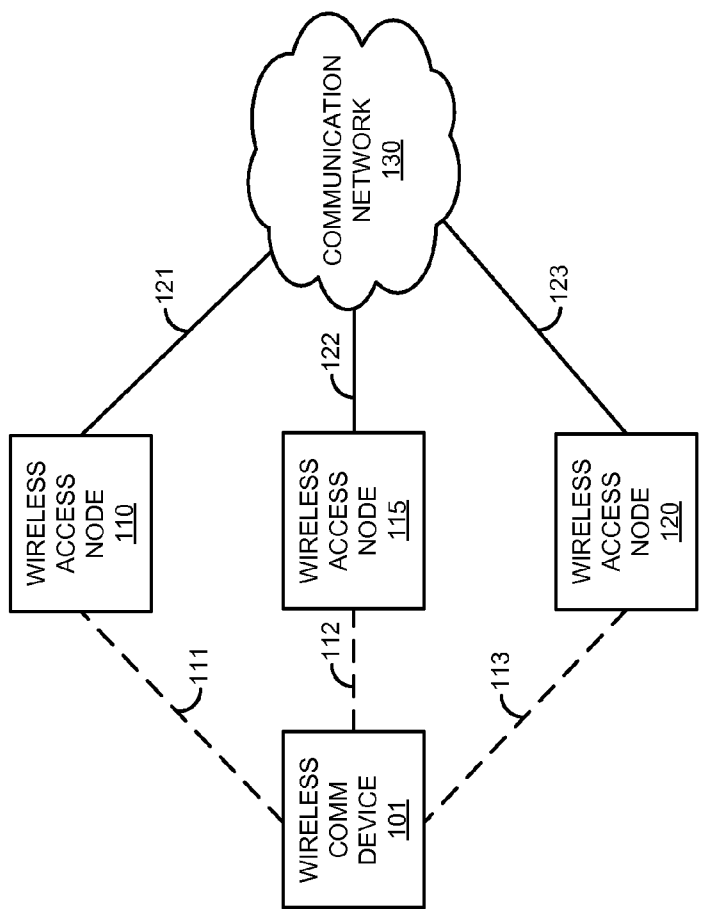 WIRELESS
ACCESS
NODE
110
111
121
WIRELESS
COMM
DEVICE
101
112
WIRELESS
ACCESS
NODE
115
122
COMMUNICATION
NETWORK
130
113
123
WIRELESS
ACCESS
NODE
120